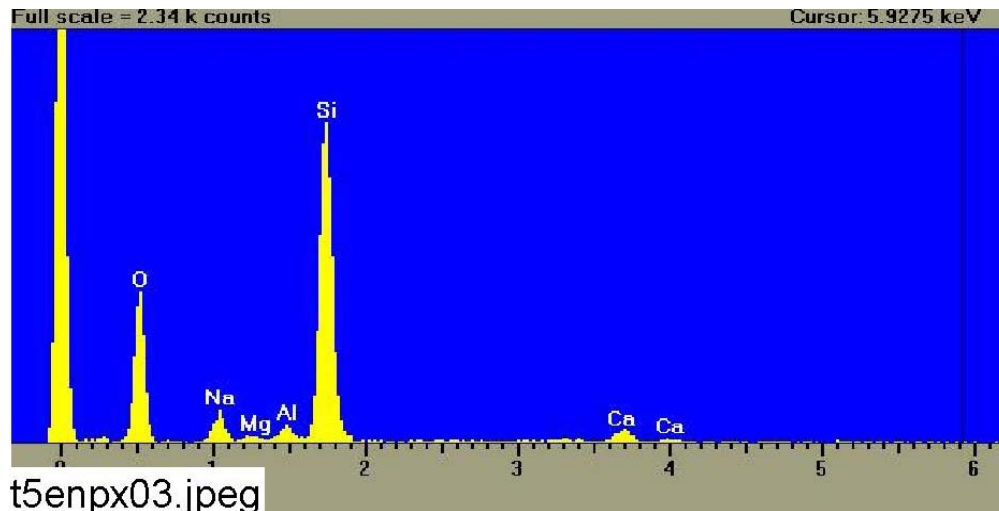 Full scale = 2.34 k counts Cursor: 5.9275 keV
Si
O
Na
Mg
Al
Ca
Ca
0 1 2 3 4 5 6
t5enpx03.jpeg